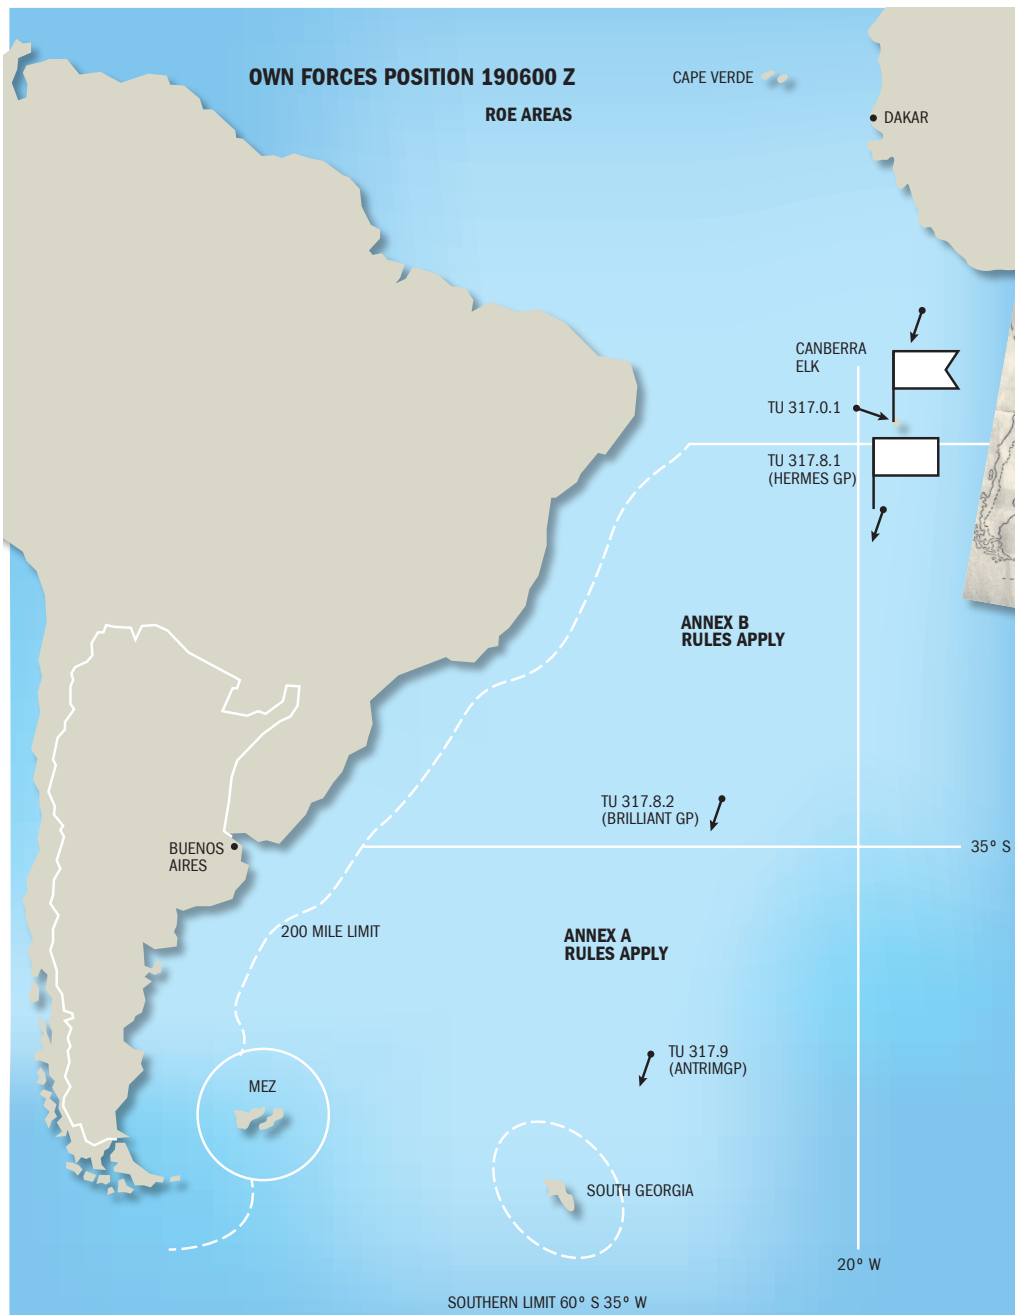 OWN FORCES POSITION 190600 Z
ROE AREAS
CAPE VERDE
DAKAR
CANBERRA
ELK
TU 317.0.1
TU 317.8.1
(HERMES GP)
ANNEX B
RULES APPLY
TU 317.8.2
(BRILLIANT GP)
BUENOS
AIRES
35° S
200 MILE LIMIT
ANNEX A
RULES APPLY
TU 317.9
(ANTRIMGP)
MEZ
SOUTH GEORGIA
20° W
SOUTHERN LIMIT 60° S 35° W